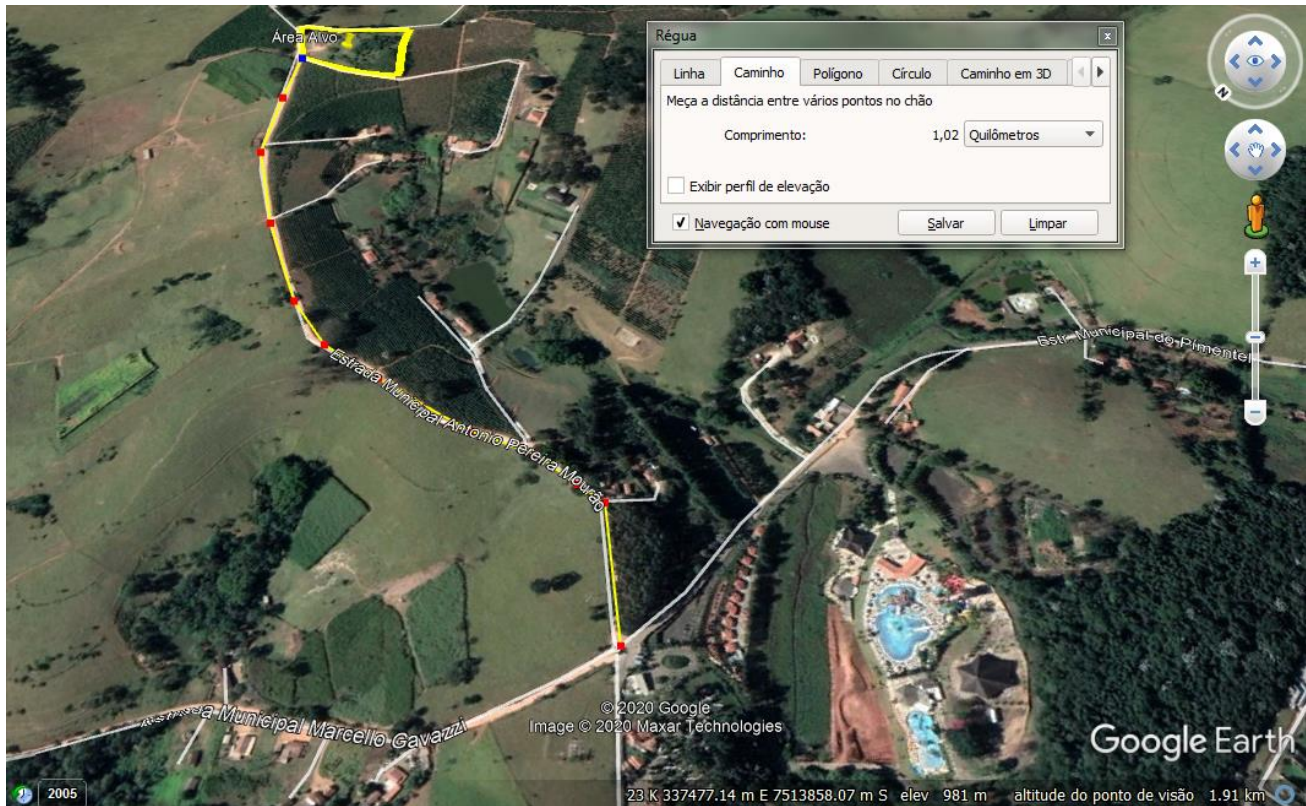 Área Alvo
1
Régua
x
Linha
Caminho
Polígono
Círculo
Caminho em 3D
Meça a distância entre vários pontos no chão
Comprimento:
1,02
Quilômetros
Exibir perfil de elevação
Navegação com mouse
Salvar
Limpar
N
Estr. Municipal do Pimentel
Estrada Municipal Antonio Pereira Mourão
Municipal Marcello Gavazzi
© 2020 Google
Image © 2020 Maxar Technologies
Google Earth
2005
23 K 337477.14 m E 7513858.07 m S elev 981 m altitude do ponto de visão 1.91 km